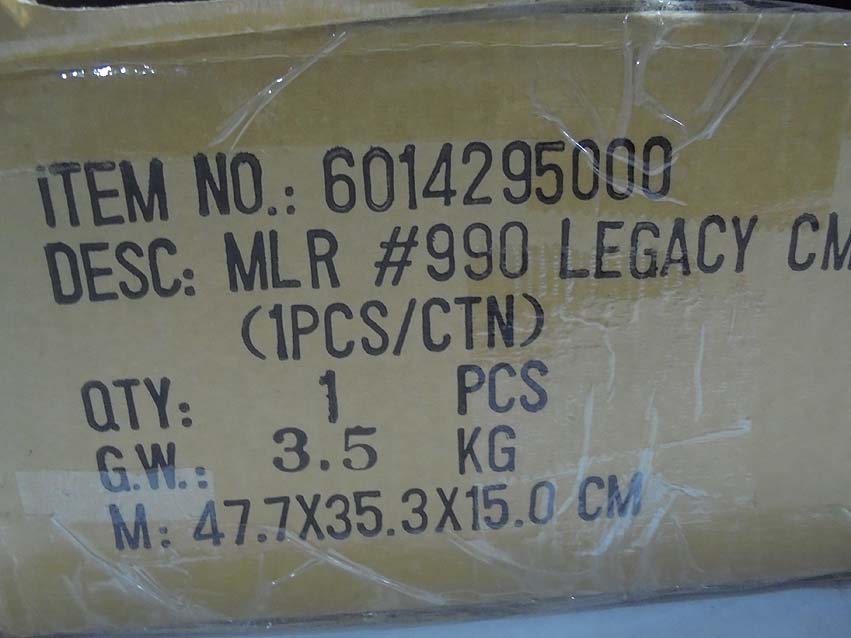 iTEM NO.: 6014295000
DESC: MLR #990 LEGACY CM
(1PCS/CTN)
QTY: 1 PCS
G.W.: 3.5 KG
M: 47.7X35.3X15.0 CM